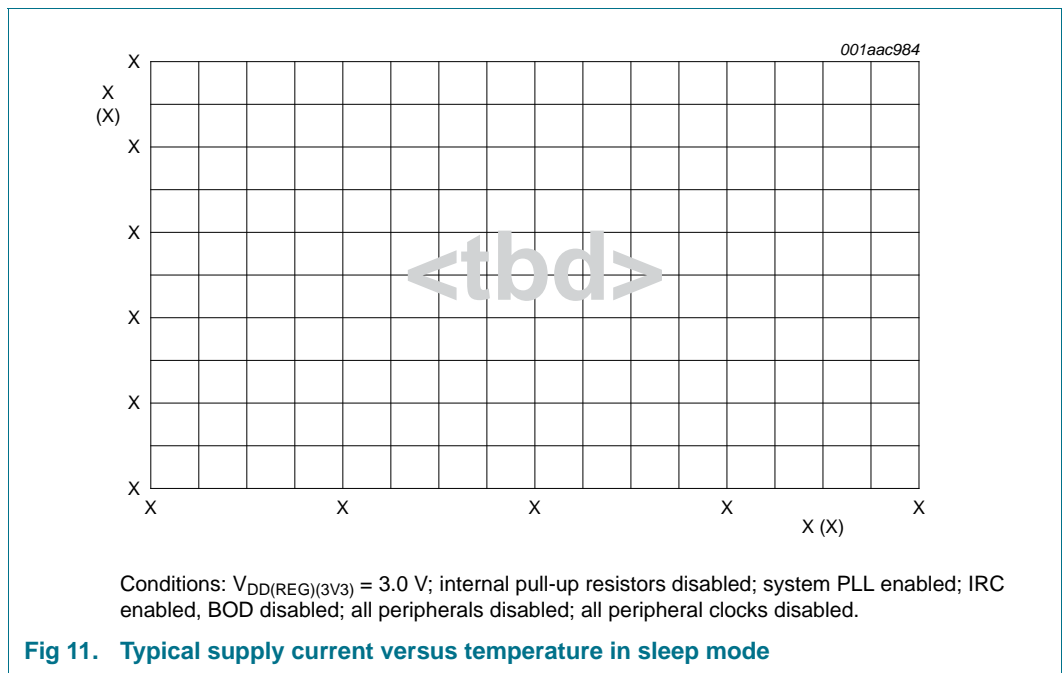 001aac984
X
X
(X)
X
X
<tbd>
X
X
X
X X X X X
X (X)
Conditions: VDD(REG)(3V3) = 3.0 V; internal pull-up resistors disabled; system PLL enabled; IRC
enabled, BOD disabled; all peripherals disabled; all peripheral clocks disabled.
Fig 11. Typical supply current versus temperature in sleep mode